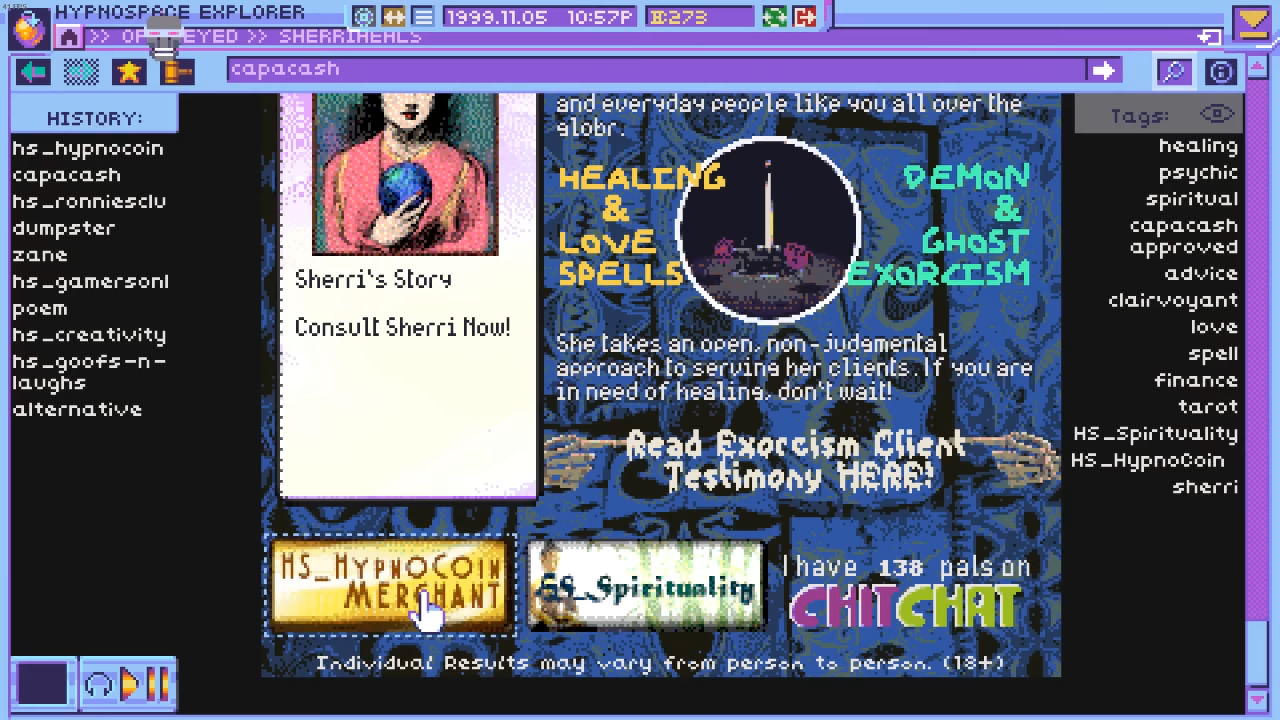 HYPNOSPACE EXPLORER
1999.11.05 10:57P
273
>> OPEN EYED >> SHERRIHEALS
capacash
HISTORY:
hs_hypnocoin
capacash
hs_ronniesclu
dumpster
zane
hs_gamersonl
poem
hs_creativity
hs_goofs-n-
laughs
alternative
Sherri's Story
Consult Sherri Now!
and everyday people like you all over the
globr.
HEALING
&
LOVE
SPELLS
DEMON
&
GHOST
EXORCISM
She takes an open, non-judgmental
approach to serving her clients. If you are
in need of healing, don't wait!
Read Exorcism Client
Testimony HERE!
HS_HYPNOCOIN
MERCHANT
HS_Spirituality
I have 138 pals on
CHITCHAT
Individual Results may vary from person to person. (18+)
Tags:
healing
psychic
spiritual
capacash
approved
advice
clairvoyant
love
spell
finance
tarot
HS_Spirituality
HS_HypnoCoin
sherri